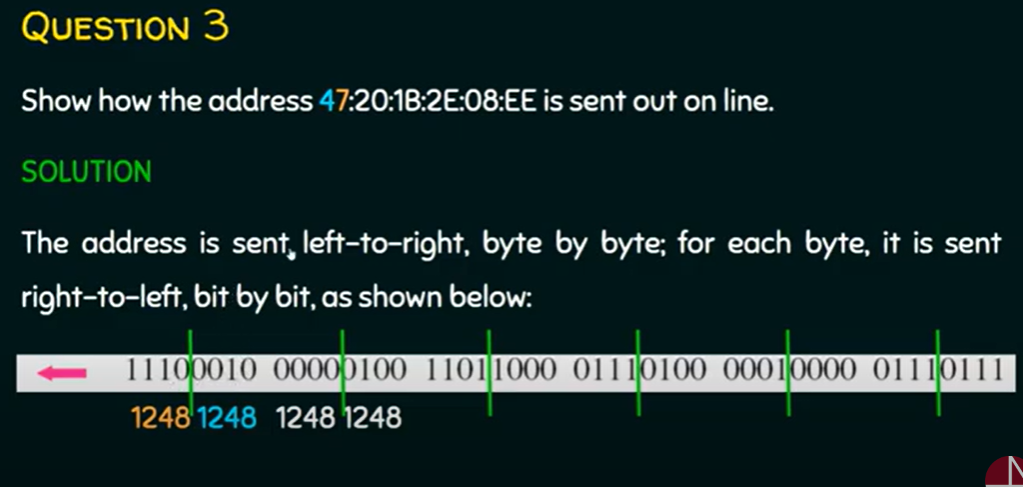 QUESTION 3
Show how the address 47:20:1B:2E:08:EE is sent out on line.
SOLUTION
The address is sent, left-to-right, byte by byte; for each byte, it is sent
right-to-left, bit by bit, as shown below:
11100010 00000100 11011000 01110100 00010000 01110111
1248 1248 1248 1248
N